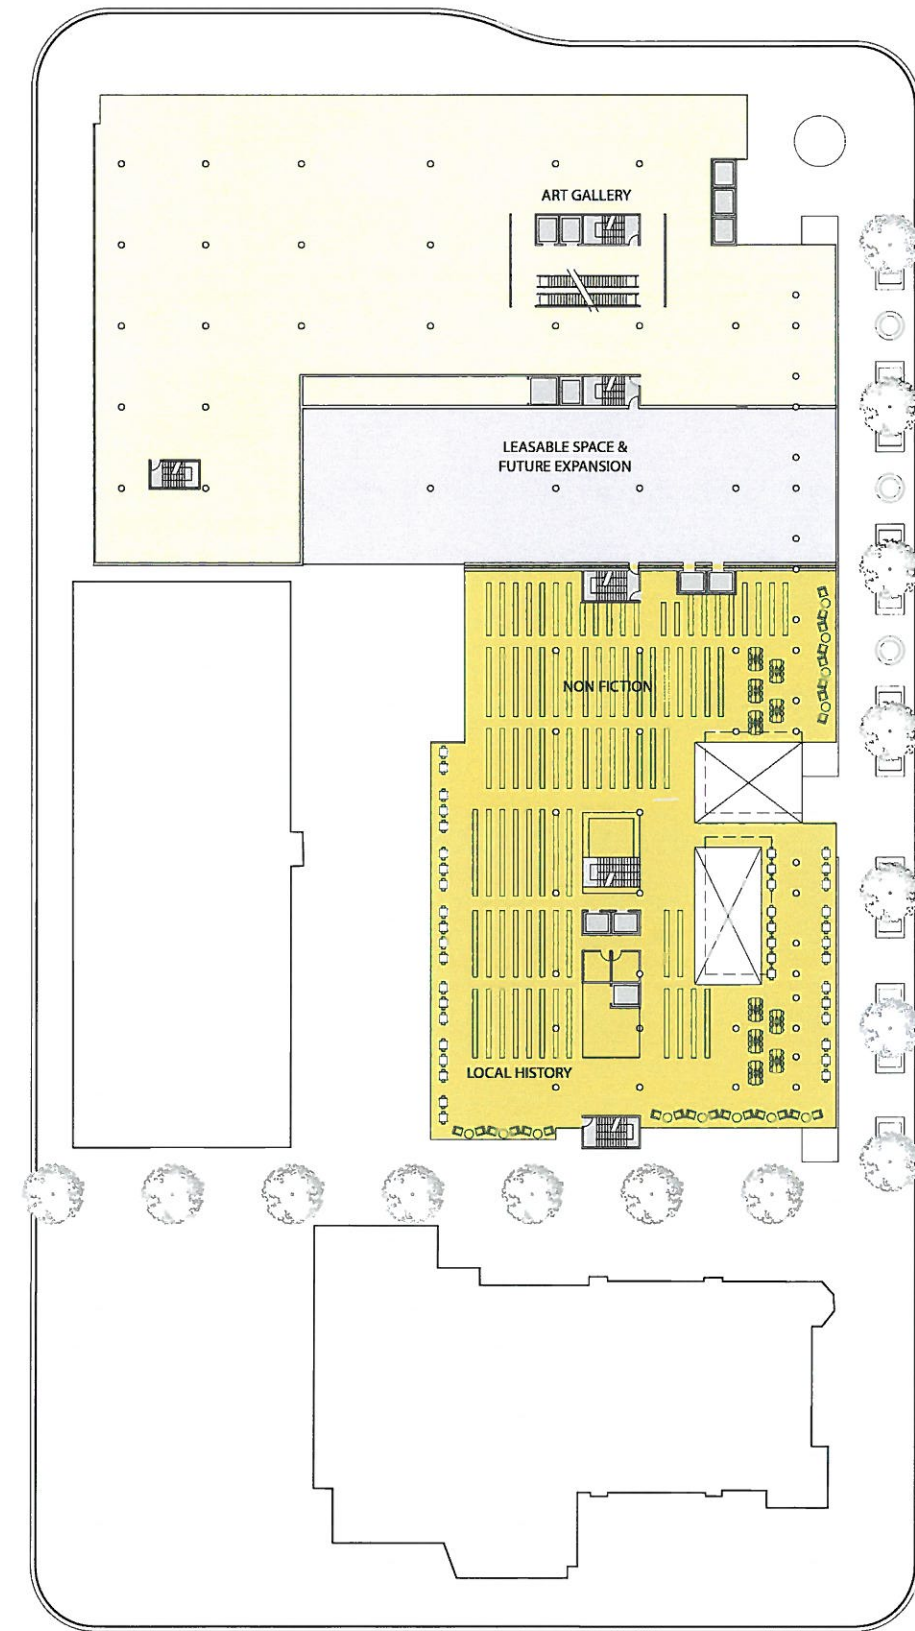 ART GALLERY
LEASABLE SPACE &
FUTURE EXPANSION
NON FICTION
LOCAL HISTORY